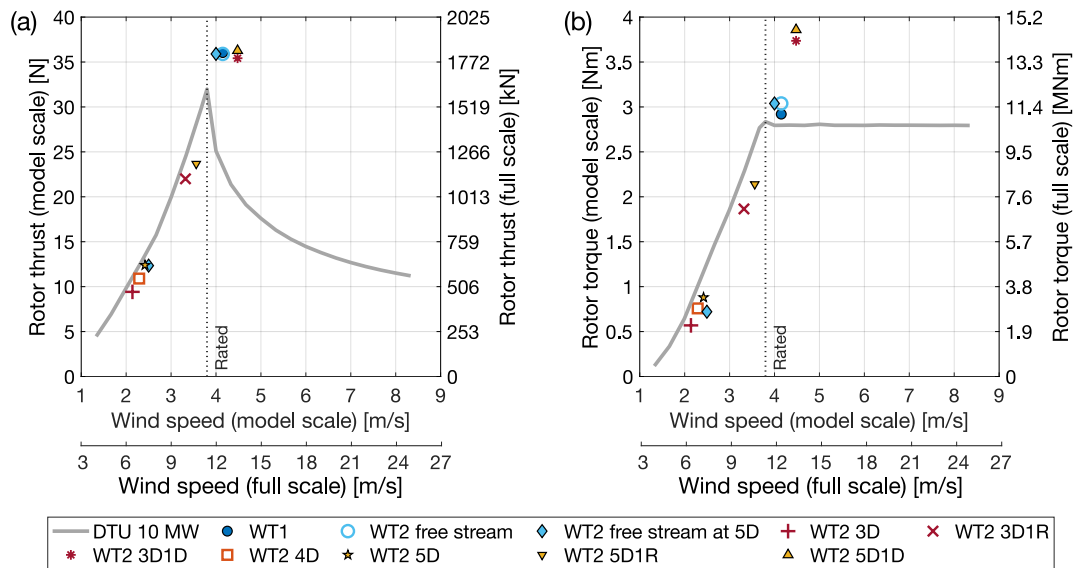 (a)
Rotor thrust (model scale) [N]
40
35
30
25
20
15
10
5
0
2025
1772
1519
1266
1013
759
506
253
0
Rotor thrust (full scale) [kN]
Rated
1 2 3 4 5 6 7 8 9
Wind speed (model scale) [m/s]
3 6 9 12 15 18 21 24 27
Wind speed (full scale) [m/s]
(b)
Rotor torque (model scale) [Nm]
4
3.5
3
2.5
2
1.5
1
0.5
0
15.2
13.3
11.4
9.5
7.6
5.7
3.8
1.9
0
Rotor torque (full scale) [MNm]
Rated
1 2 3 4 5 6 7 8 9
Wind speed (model scale) [m/s]
3 6 9 12 15 18 21 24 27
Wind speed (full scale) [m/s]
DTU 10 MW WT1 WT2 free stream WT2 free stream at 5D WT2 3D WT2 3D1R
WT2 3D1D WT2 4D WT2 5D WT2 5D1R WT2 5D1D